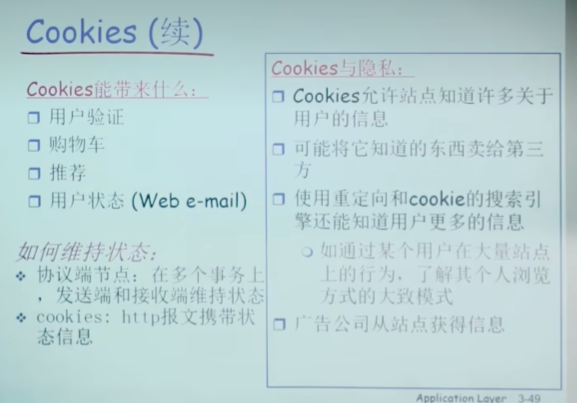 Cookies (续)
Cookies能带来什么：
❒ 用户验证
❒ 购物车
❒ 推荐
❒ 用户状态 (Web e-mail)
如何维持状态：
❖ 协议端节点：在多个事务上
，发送端和接收端维持状态
❖ cookies: http报文携带状
态信息
Cookies与隐私：
❒ Cookies允许站点知道许多关于
用户的信息
❒ 可能将它知道的东西卖给第三
方
❒ 使用重定向和cookie的搜索引
擎还能知道用户更多的信息
○ 如通过某个用户在大量站点
上的行为，了解其个人浏览
方式的大致模式
❒ 广告公司从站点获得信息
Application Layer 3-49